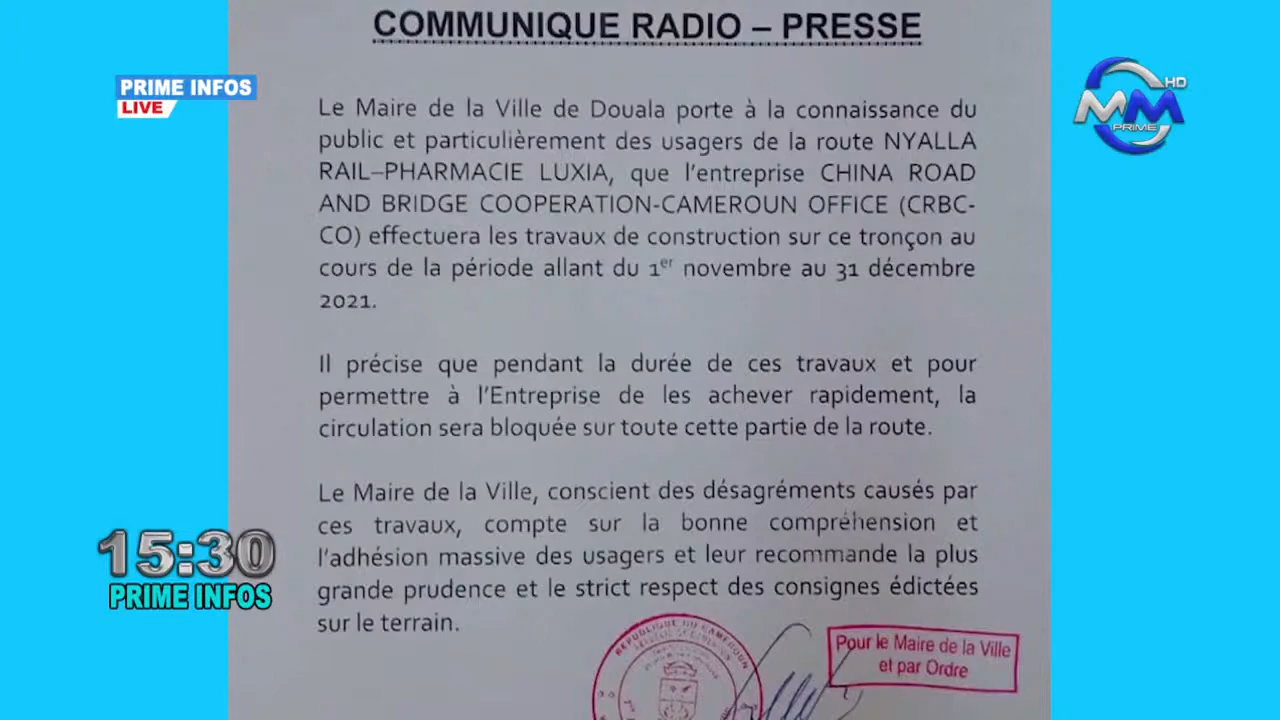 COMMUNIQUE RADIO – PRESSE
PRIME INFOS
LIVE
HD
MM
PRIME
Le Maire de la Ville de Douala porte à la connaissance du
public et particulièrement des usagers de la route NYALLA
RAIL–PHARMACIE LUXIA, que l'entreprise CHINA ROAD
AND BRIDGE COOPERATION-CAMEROUN OFFICE (CRBC-
CO) effectuera les travaux de construction sur ce tronçon au
cours de la période allant du 1er novembre au 31 décembre
2021.
Il précise que pendant la durée de ces travaux et pour
permettre à l'Entreprise de les achever rapidement, la
circulation sera bloquée sur toute cette partie de la route.
Le Maire de la Ville, conscient des désagréments causés par
ces travaux, compte sur la bonne compréhension et
l'adhésion massive des usagers et leur recommande la plus
grande prudence et le strict respect des consignes édictées
sur le terrain.
15:30
PRIME INFOS
REPUBLIQUE DU CAMEROUN
Pour le Maire de la Ville
et par Ordre